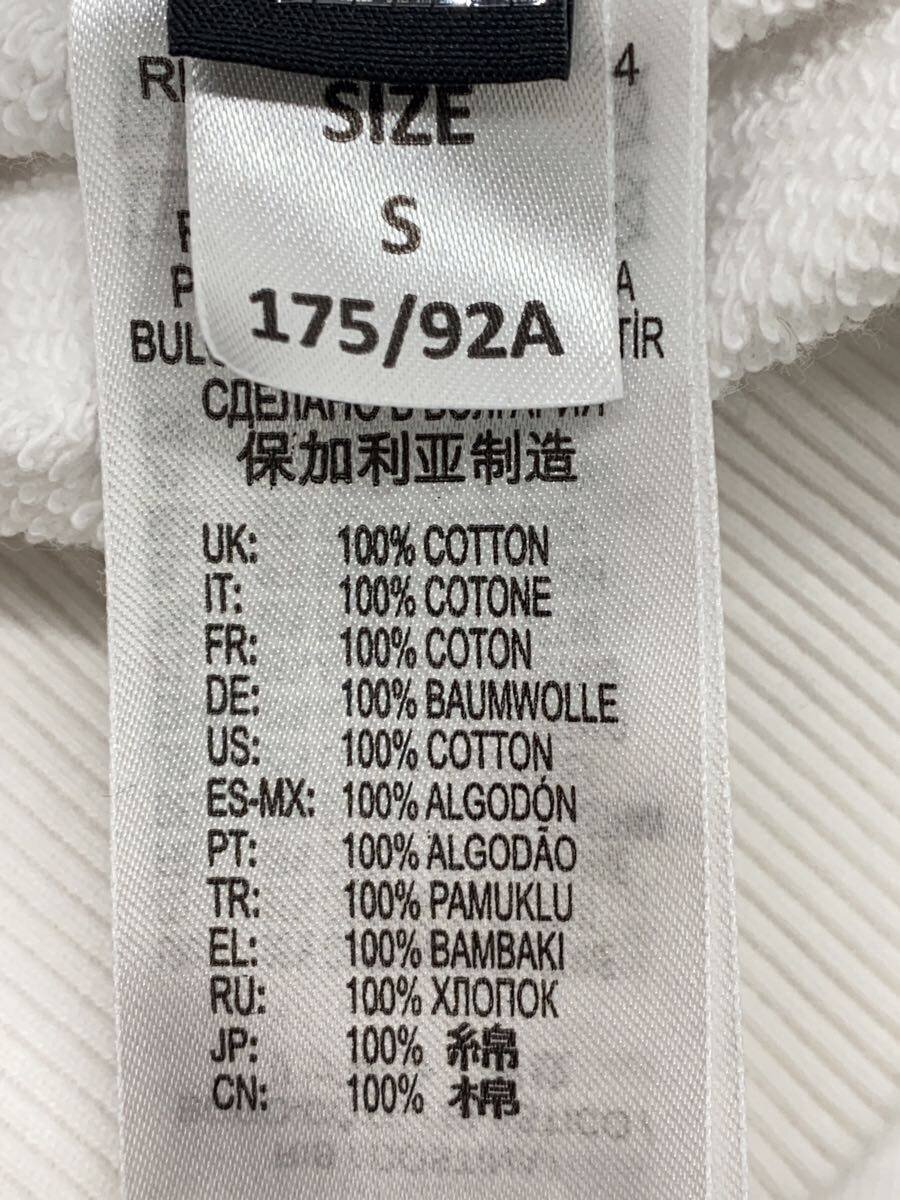 SIZE
S
175/92A
СДЕЛАНО В БОЛГАРИЯ
保加利亚制造
UK: 100% COTTON
IT: 100% COTONE
FR: 100% COTON
DE: 100% BAUMWOLLE
US: 100% COTTON
ES-MX: 100% ALGODÓN
PT: 100% ALGODÃO
TR: 100% PAMUKLU
EL: 100% BAMBAKI
RU: 100% ХЛОПОК
JP: 100% 綿
CN: 100% 棉